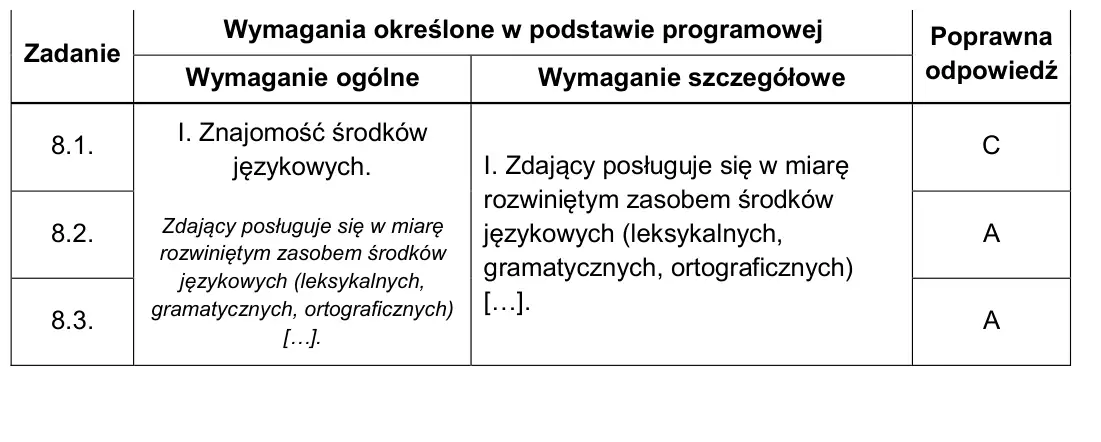 Zadanie
Wymagania określone w podstawie programowej
Poprawna
odpowiedź
Wymaganie ogólne
Wymaganie szczegółowe
8.1.
I. Znajomość środków
językowych.
Zdający posługuje się w miarę
rozwiniętym zasobem środków
językowych (leksykalnych,
gramatycznych, ortograficznych)
[…].
I. Zdający posługuje się w miarę
rozwiniętym zasobem środków
językowych (leksykalnych,
gramatycznych, ortograficznych)
[…].
C
8.2.
A
8.3.
A